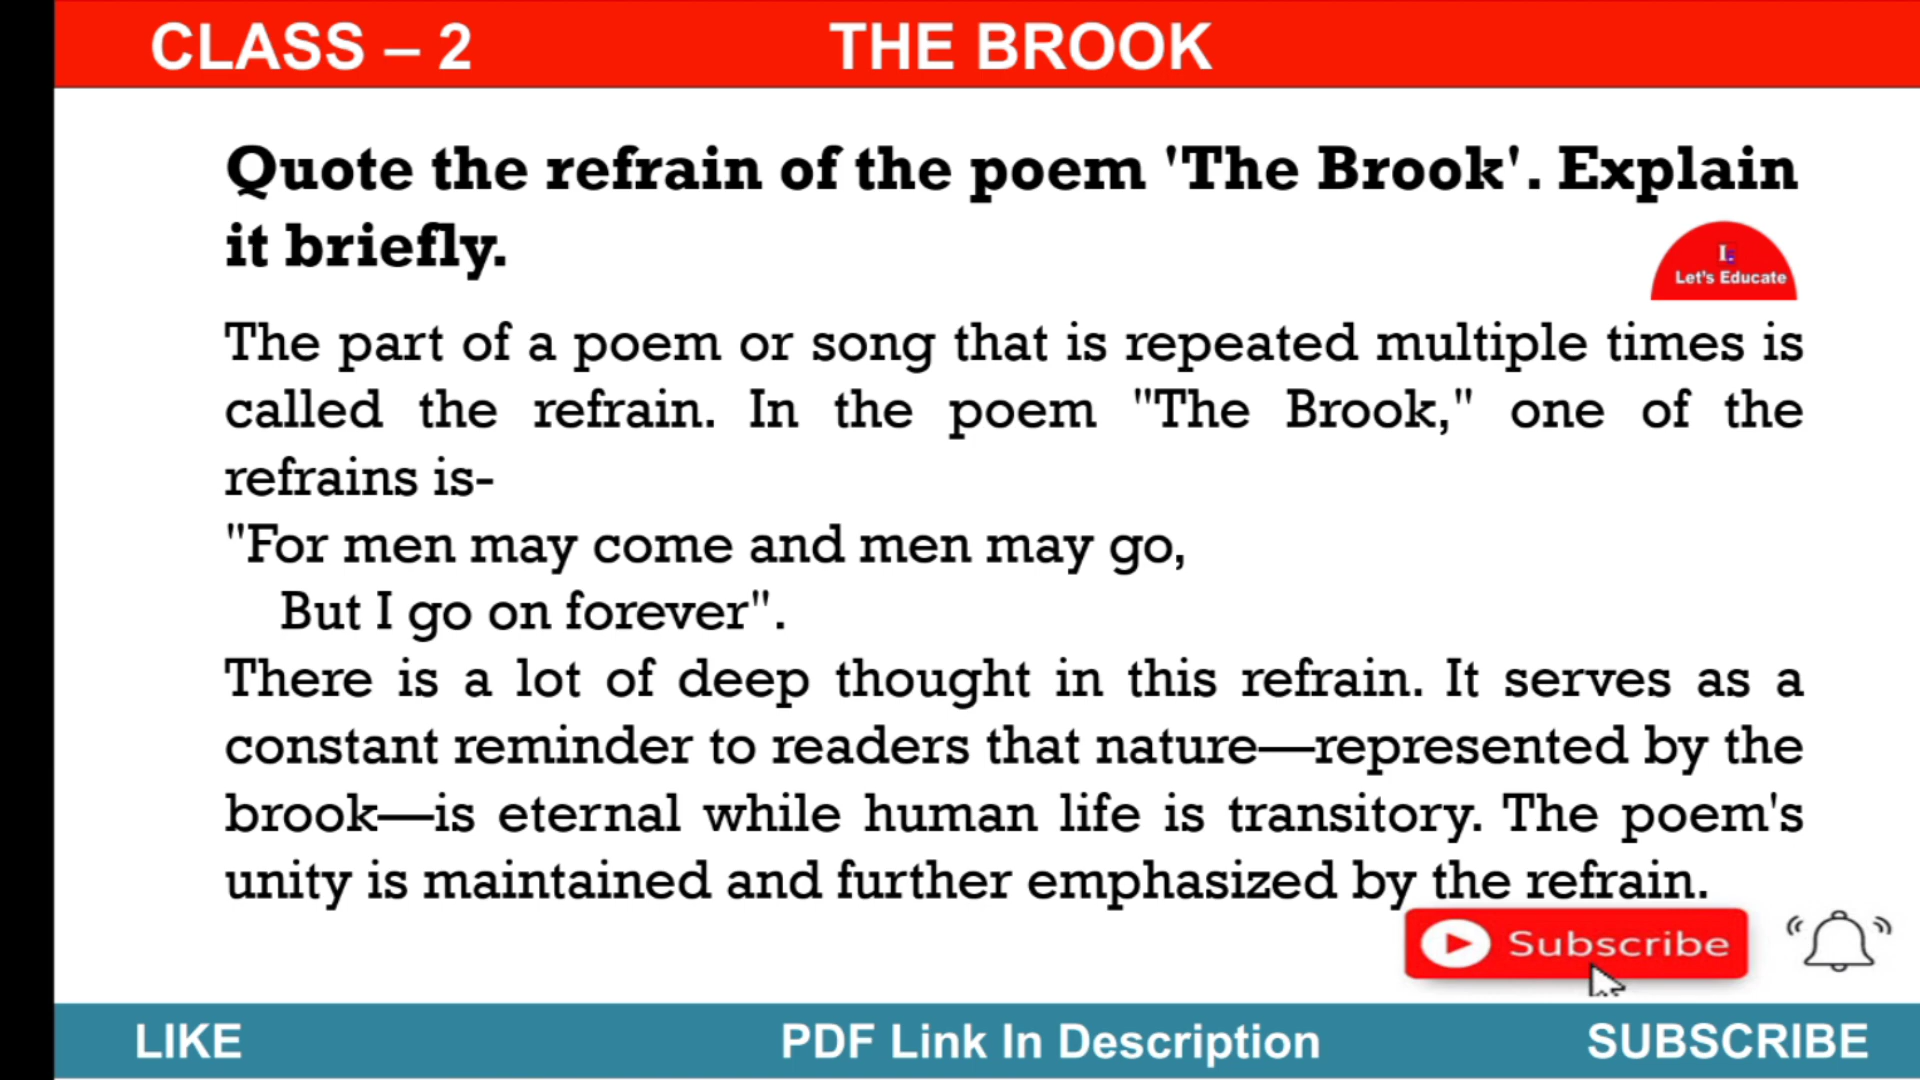 CLASS – 2 THE BROOK
Quote the refrain of the poem 'The Brook'. Explain
it briefly.
L.
Let's Educate
The part of a poem or song that is repeated multiple times is
called the refrain. In the poem "The Brook," one of the
refrains is-
"For men may come and men may go,
But I go on forever".
There is a lot of deep thought in this refrain. It serves as a
constant reminder to readers that nature—represented by the
brook—is eternal while human life is transitory. The poem's
unity is maintained and further emphasized by the refrain.
Subscribe
LIKE PDF Link In Description SUBSCRIBE